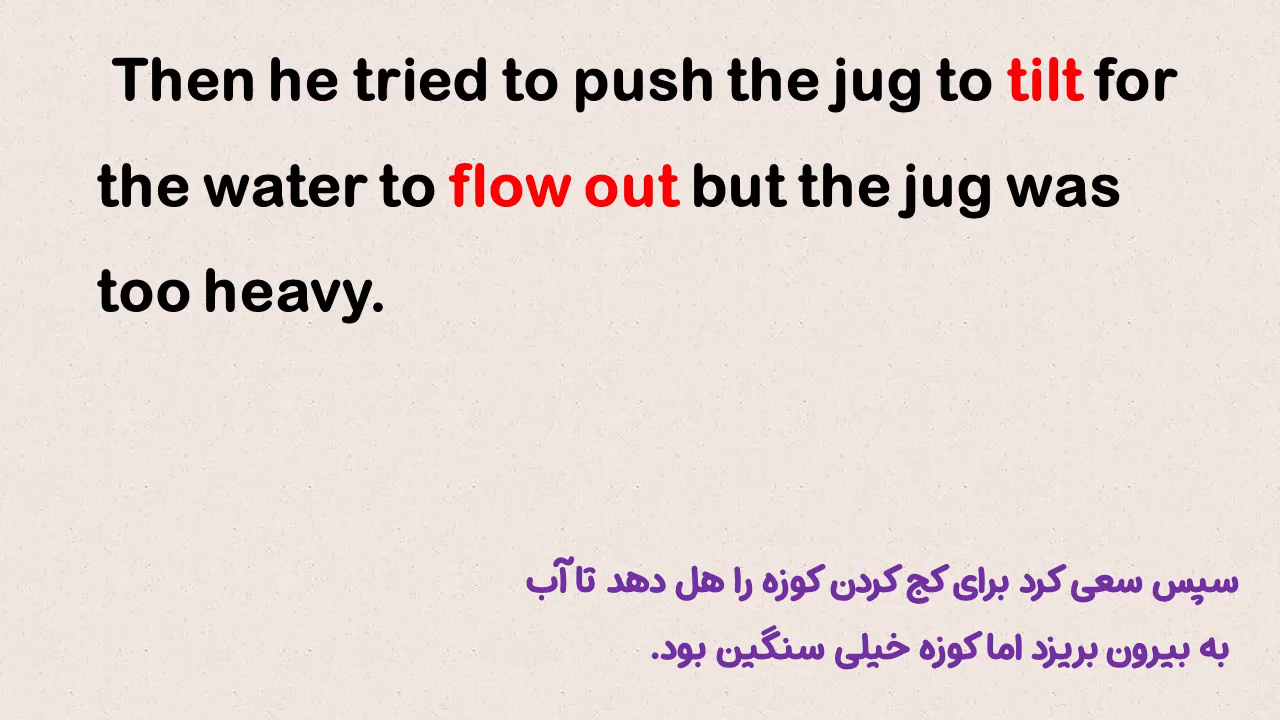 Then he tried to push the jug to tilt for
the water to flow out but the jug was
too heavy.
سپس سعی کرد برای کج کردن کوزه را هل دهد تا آب
به بیرون بریزد اما کوزه خیلی سنگین بود.